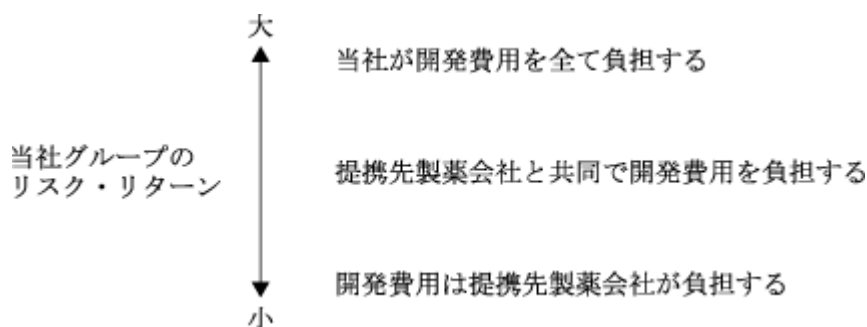 大
当社が開発費用を全て負担する
当社グループの
リスク・リターン
提携先製薬会社と共同で開発費用を負担する
開発費用は提携先製薬会社が負担する
小